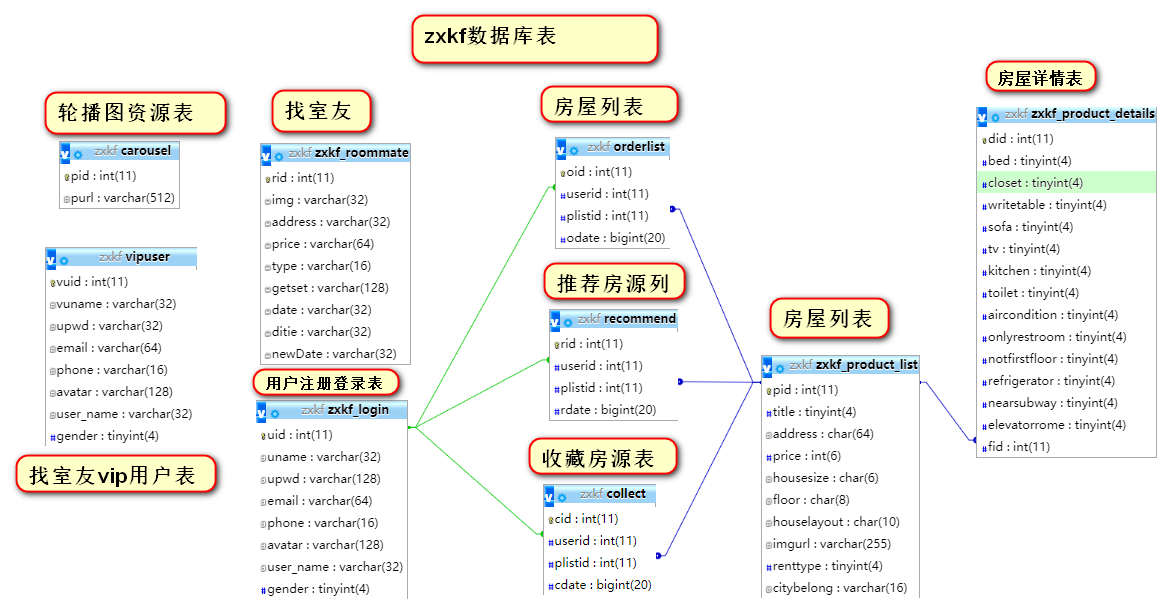 zxkf数据库表
轮播图资源表
zxkf carousel
pid : int(11)
purl : varchar(512)
zxkf vipuser
vuid : int(11)
vuname : varchar(32)
upwd : varchar(32)
email : varchar(64)
phone : varchar(16)
avatar : varchar(128)
user_name : varchar(32)
gender : tinyint(4)
找室友vip用户表
找室友
zxkf zxkf_roommate
rid : int(11)
img : varchar(32)
address : varchar(32)
price : varchar(64)
type : varchar(16)
getset : varchar(128)
date : varchar(32)
ditie : varchar(32)
newDate : varchar(32)
用户注册登录表
zxkf zxkf_login
uid : int(11)
uname : varchar(32)
upwd : varchar(128)
email : varchar(64)
phone : varchar(16)
avatar : varchar(128)
user_name : varchar(32)
gender : tinyint(4)
房屋列表
zxkf orderlist
oid : int(11)
userid : int(11)
plistid : int(11)
odate : bigint(20)
推荐房源列
zxkf recommend
rid : int(11)
userid : int(11)
plistid : int(11)
rdate : bigint(20)
收藏房源表
zxkf collect
cid : int(11)
userid : int(11)
plistid : int(11)
cdate : bigint(20)
房屋列表
zxkf zxkf_product_list
pid : int(11)
title : tinyint(4)
address : char(64)
price : int(6)
housesize : char(6)
floor : char(8)
houselayout : char(10)
imgurl : varchar(255)
renttype : tinyint(4)
citybelong : varchar(16)
房屋详情表
zxkf zxkf_product_details
did : int(11)
bed : tinyint(4)
closet : tinyint(4)
writetable : tinyint(4)
sofa : tinyint(4)
tv : tinyint(4)
kitchen : tinyint(4)
toilet : tinyint(4)
aircondition : tinyint(4)
onlyrestroom : tinyint(4)
notfirstfloor : tinyint(4)
refrigerator : tinyint(4)
nearsubway : tinyint(4)
elevatorrome : tinyint(4)
fid : int(11)